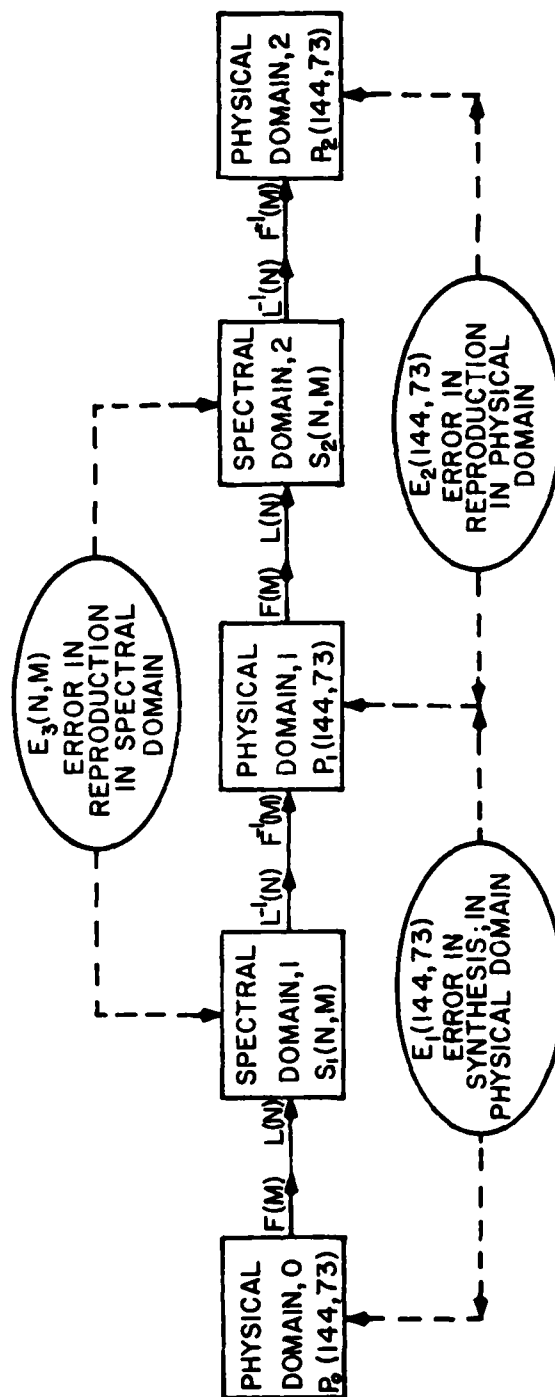 E₃(N,M)
ERROR IN
REPRODUCTION
IN SPECTRAL
DOMAIN
PHYSICAL
DOMAIN, 0
P₀(144,73)
F(M) L(N)
SPECTRAL
DOMAIN, 1
S₁(N,M)
L⁻¹(N) F⁻¹(M)
PHYSICAL
DOMAIN, 1
P₁(144,73)
F(M) L(N)
SPECTRAL
DOMAIN, 2
S₂(N,M)
L⁻¹(N) F⁻¹(M)
PHYSICAL
DOMAIN, 2
P₂(144,73)
E₁(144,73)
ERROR IN
SYNTHESIS; IN
PHYSICAL DOMAIN
E₂(144,73)
ERROR IN
REPRODUCTION
IN PHYSICAL
DOMAIN